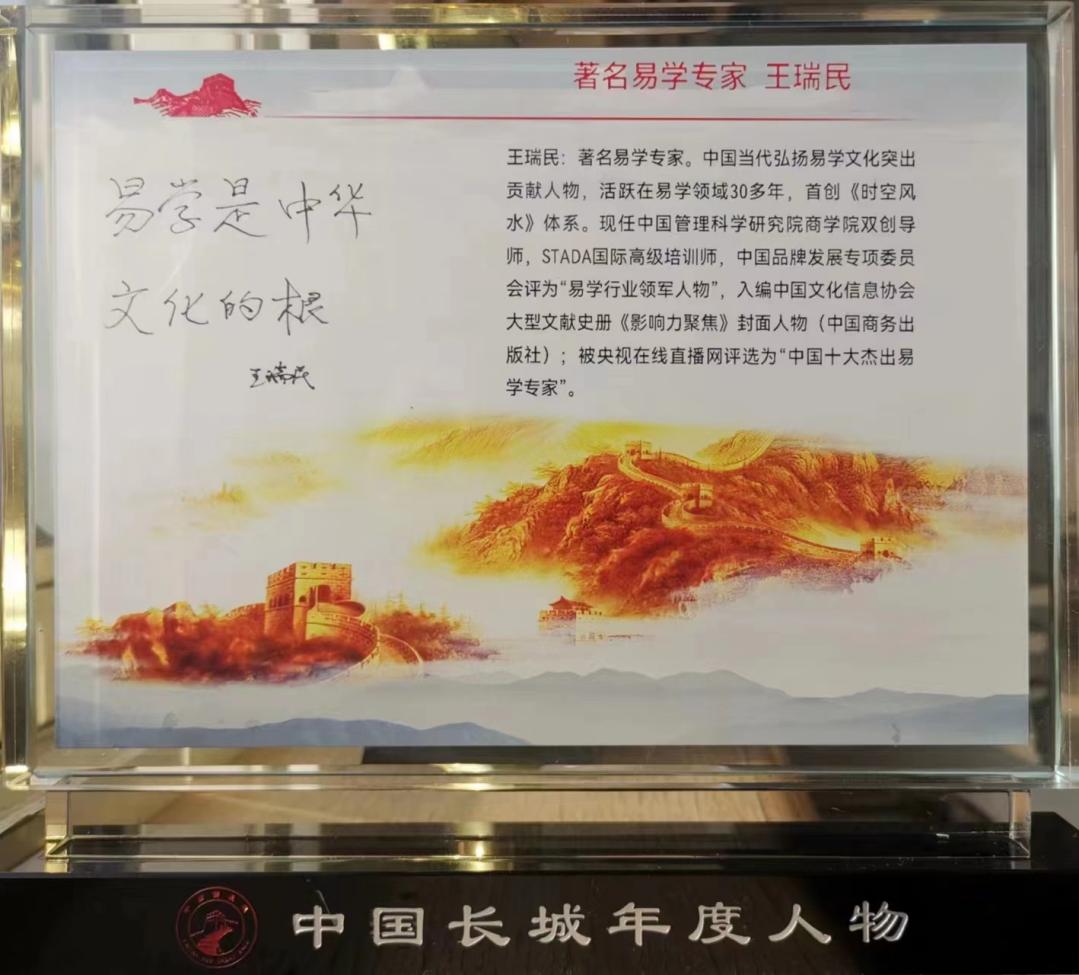 著名易学专家 王瑞民
王瑞民：著名易学专家。中国当代弘扬易学文化突出
贡献人物，活跃在易学领域30多年，首创《时空风
水》体系。现任中国管理科学研究院商学院双创导
师，STADA国际高级培训师，中国品牌发展专项委员
会评为“易学行业领军人物”，入编中国文化信息协会
大型文献史册《影响力聚焦》封面人物（中国商务出
版社）；被央视在线直播网评选为“中国十大杰出易
学专家”。
易学是中华
文化的根
王瑞民
中国长城年度人物